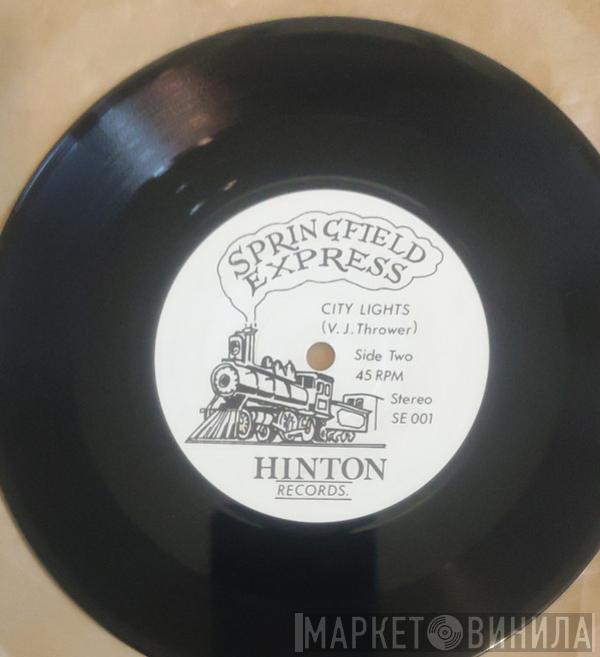 SPRINGFIELD
EXPRESS
CITY LIGHTS
(V. J. Thrower)
Side Two
45 RPM
Stereo
SE 001
HINTON
RECORDS.
МАРКЕТ ВИНИЛА